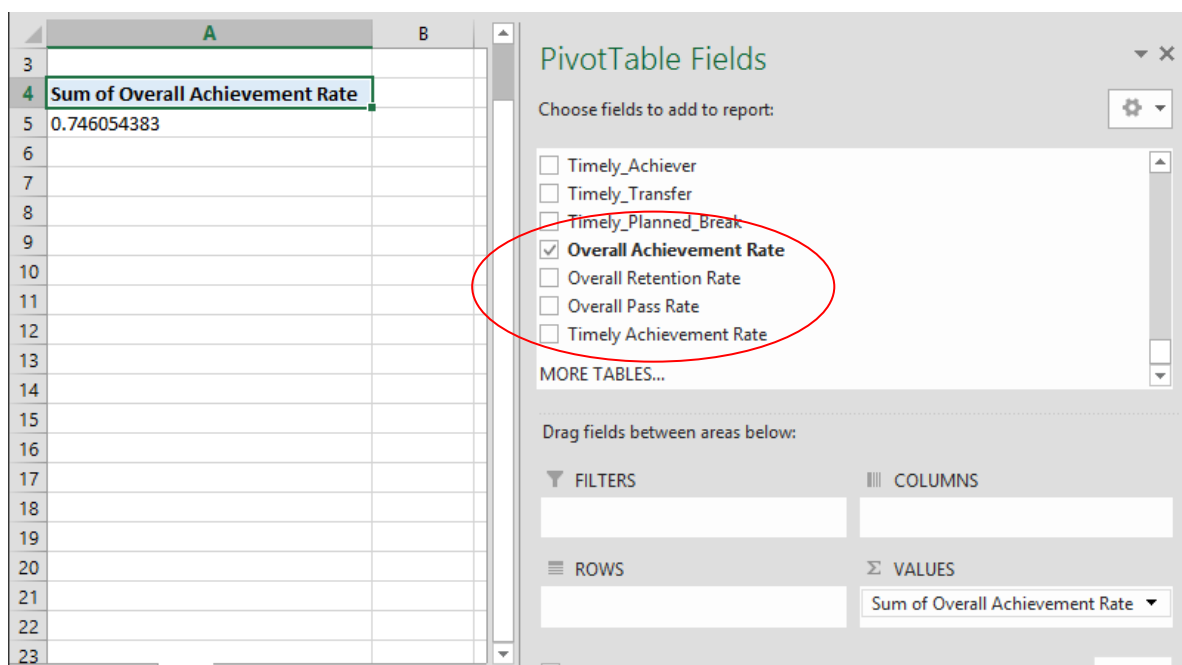 A B
3
4 Sum of Overall Achievement Rate
5 0.746054383
6
7
8
9
10
11
12
13
14
15
16
17
18
19
20
21
22
23
PivotTable Fields
Choose fields to add to report:
Timely_Achiever
Timely_Transfer
Timely_Planned_Break
Overall Achievement Rate
Overall Retention Rate
Overall Pass Rate
Timely Achievement Rate
MORE TABLES...
Drag fields between areas below:
FILTERS
COLUMNS
ROWS
Σ VALUES
Sum of Overall Achievement Rate